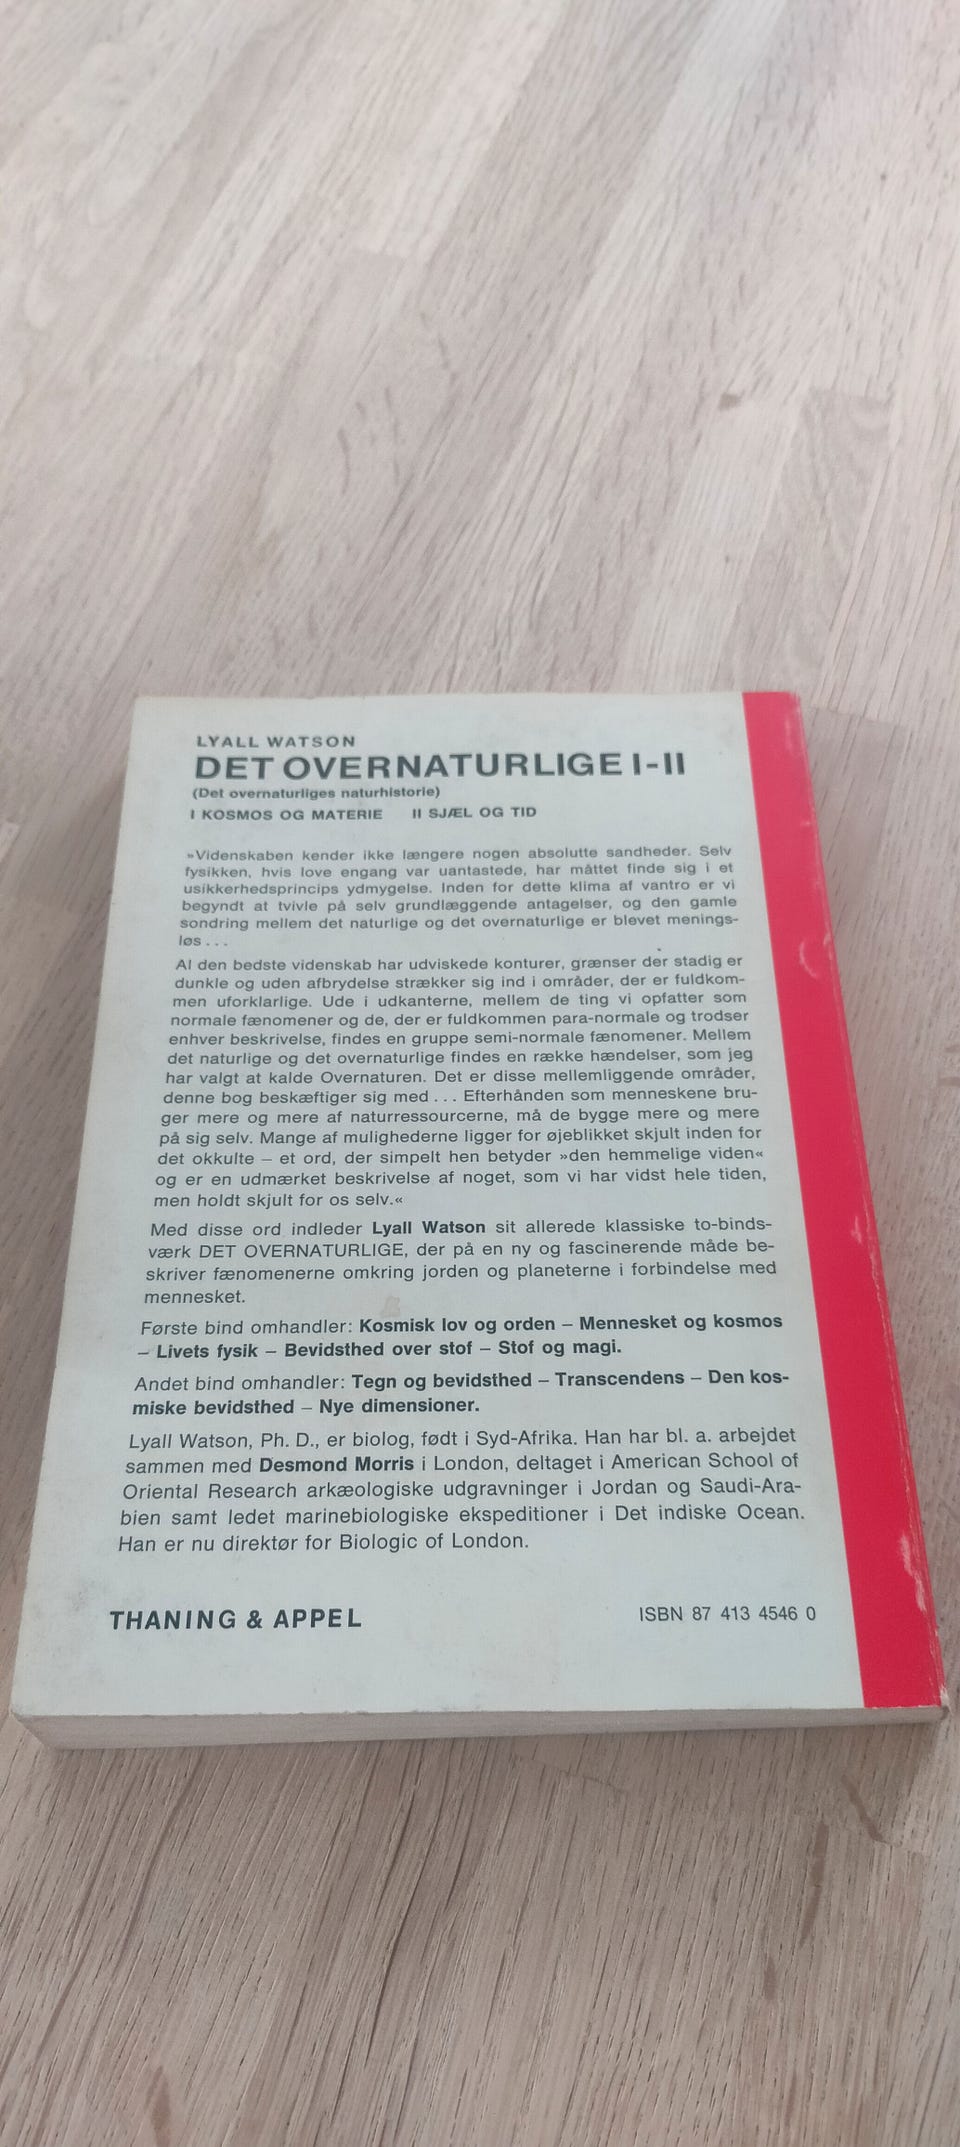 LYALL WATSON
DET OVERNATURLIGE I-II
(Det overnaturliges naturhistorie)
I KOSMOS OG MATERIE II SJÆL OG TID
»Videnskaben kender ikke længere nogen absolutte sandheder. Selv
fysikken, hvis love engang var uantastede, har måttet finde sig i et
usikkerhedsprincips ydmygelse. Inden for dette klima af vantro er vi
begyndt at tvivle på selv grundlæggende antagelser, og den gamle
sondring mellem det naturlige og det overnaturlige er blevet menings-
løs . . .
Al den bedste videnskab har udviskede konturer, grænser der stadig er
dunkle og uden afbrydelse strækker sig ind i områder, der er fuldkom-
men uforklarlige. Ude i udkanterne, mellem de ting vi opfatter som
normale fænomener og de, der er fuldkommen para-normale og trodser
enhver beskrivelse, findes en gruppe semi-normale fænomener. Mellem
det naturlige og det overnaturlige findes en række hændelser, som jeg
har valgt at kalde Overnaturen. Det er disse mellemliggende områder,
denne bog beskæftiger sig med . . . Efterhånden som menneskene bru-
ger mere og mere af naturressourcerne, må de bygge mere og mere
på sig selv. Mange af mulighederne ligger for øjeblikket skjult inden for
det okkulte – et ord, der simpelt hen betyder »den hemmelige viden«
og er en udmærket beskrivelse af noget, som vi har vidst hele tiden,
men holdt skjult for os selv.«
Med disse ord indleder Lyall Watson sit allerede klassiske to-binds-
værk DET OVERNATURLIGE, der på en ny og fascinerende måde be-
skriver fænomenerne omkring jorden og planeterne i forbindelse med
mennesket.
Første bind omhandler: Kosmisk lov og orden – Mennesket og kosmos
– Livets fysik – Bevidsthed over stof – Stof og magi.
Andet bind omhandler: Tegn og bevidsthed – Transcendens – Den kos-
miske bevidsthed – Nye dimensioner.
Lyall Watson, Ph. D., er biolog, født i Syd-Afrika. Han har bl. a. arbejdet
sammen med Desmond Morris i London, deltaget i American School of
Oriental Research arkæologiske udgravninger i Jordan og Saudi-Ara-
bien samt ledet marinebiologiske ekspeditioner i Det indiske Ocean.
Han er nu direktør for Biologic of London.
THANING & APPEL
ISBN 87 413 4546 0